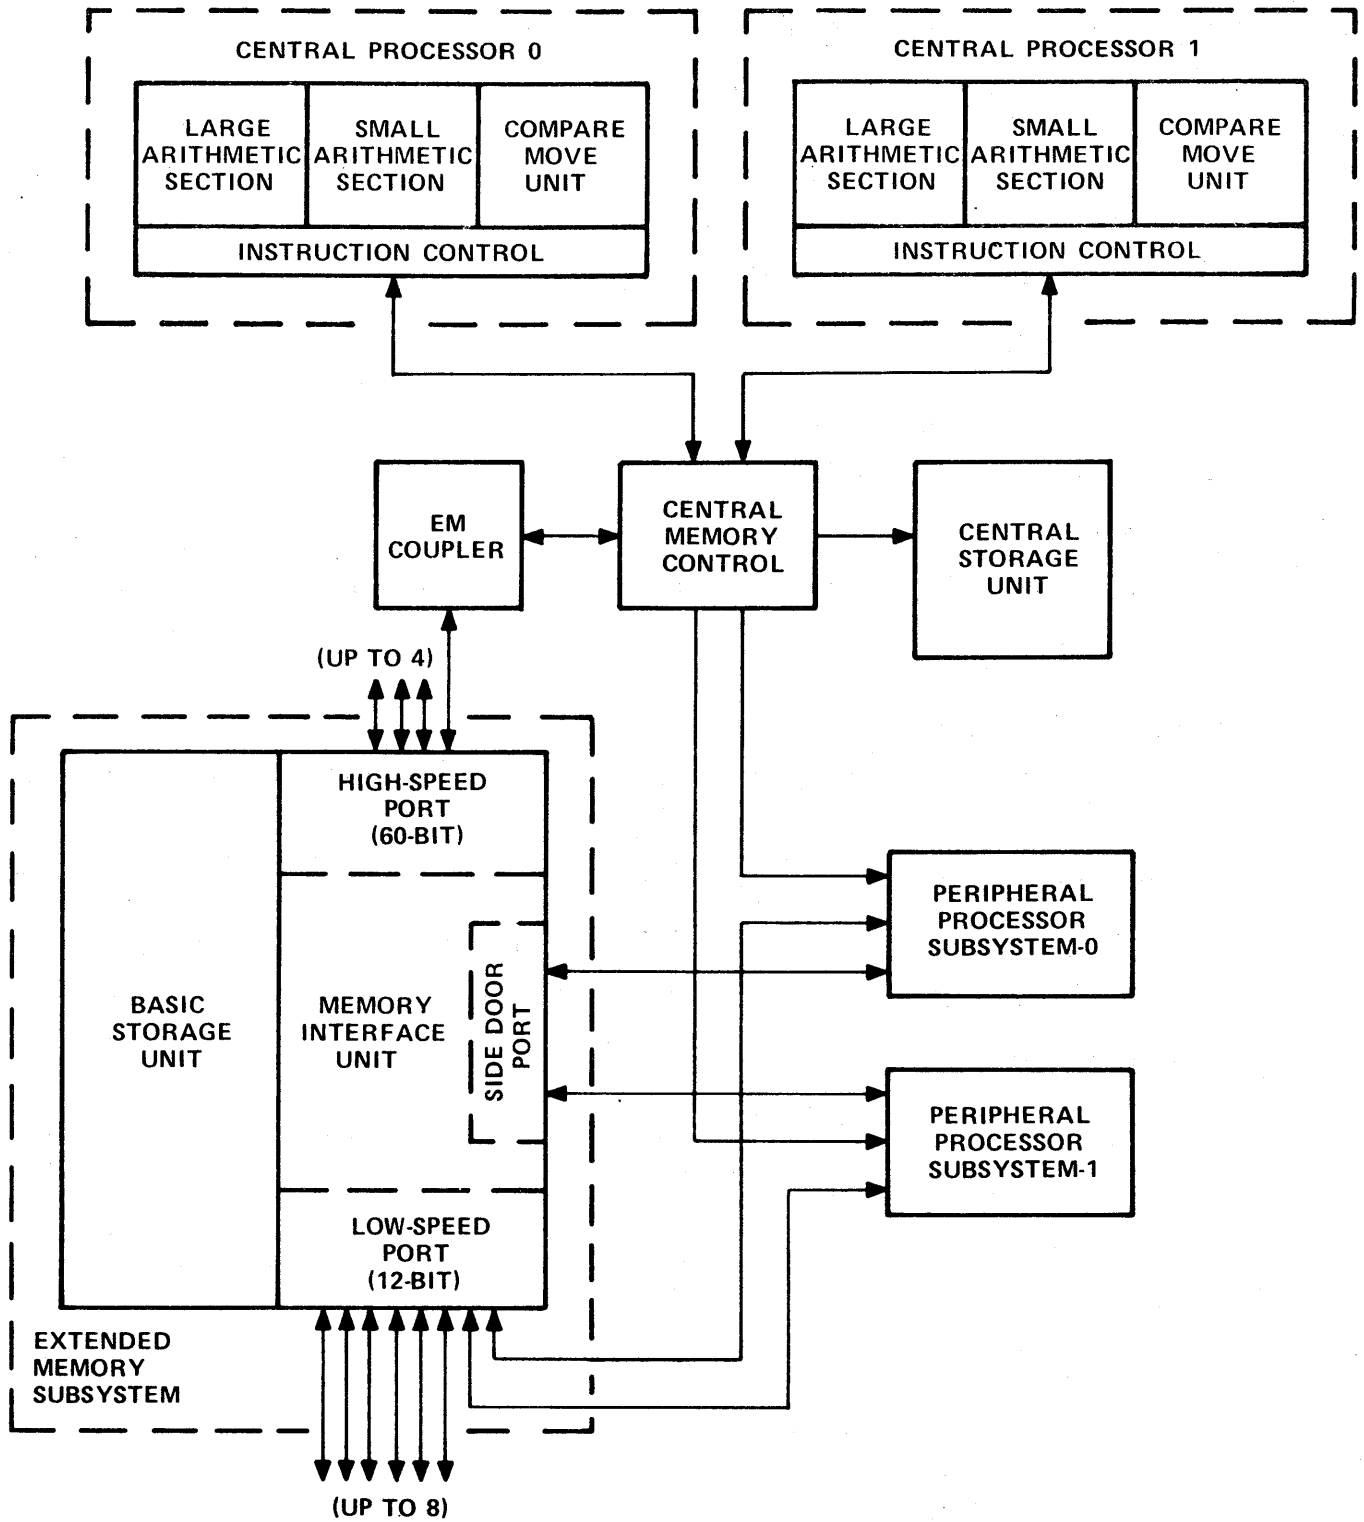 CENTRAL PROCESSOR 0
LARGE
ARITHMETIC
SECTION
SMALL
ARITHMETIC
SECTION
COMPARE
MOVE
UNIT
INSTRUCTION CONTROL
CENTRAL PROCESSOR 1
LARGE
ARITHMETIC
SECTION
SMALL
ARITHMETIC
SECTION
COMPARE
MOVE
UNIT
INSTRUCTION CONTROL
EM
COUPLER
CENTRAL
MEMORY
CONTROL
CENTRAL
STORAGE
UNIT
(UP TO 4)
HIGH-SPEED
PORT
(60-BIT)
BASIC
STORAGE
UNIT
MEMORY
INTERFACE
UNIT
SIDE DOOR
PORT
PERIPHERAL
PROCESSOR
SUBSYSTEM-0
PERIPHERAL
PROCESSOR
SUBSYSTEM-1
LOW-SPEED
PORT
(12-BIT)
EXTENDED
MEMORY
SUBSYSTEM
(UP TO 8)